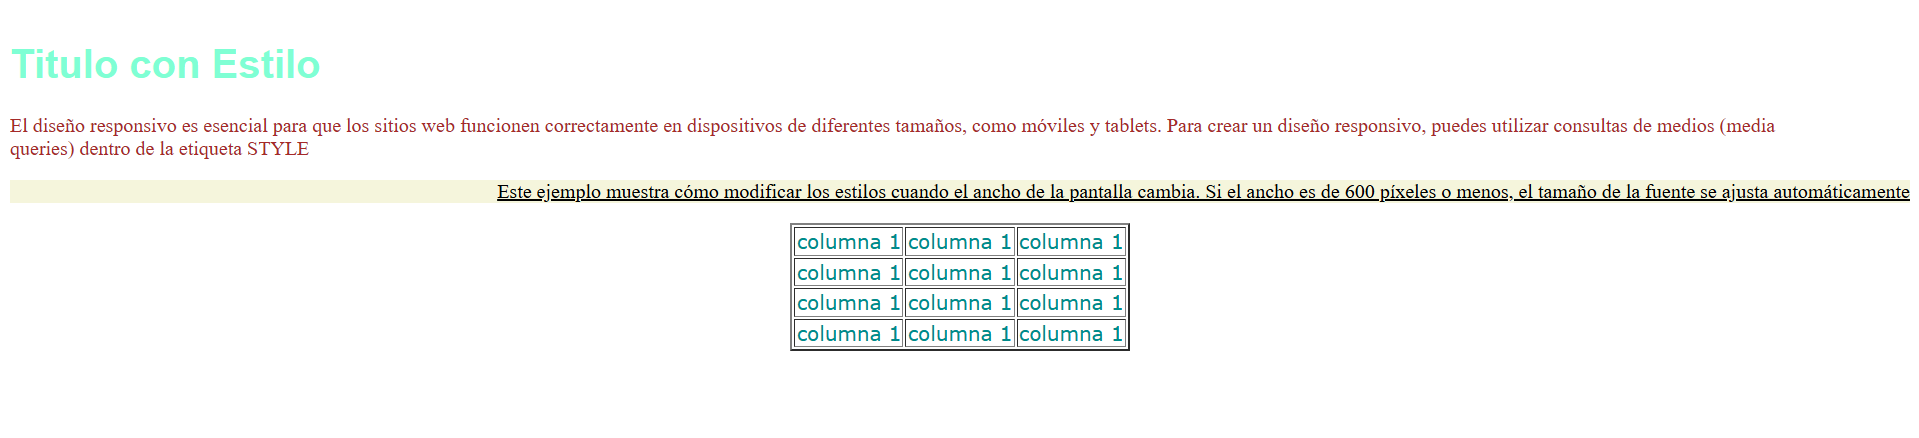 Titulo con Estilo
El diseño responsivo es esencial para que los sitios web funcionen correctamente en dispositivos de diferentes tamaños, como móviles y tablets. Para crear un diseño responsivo, puedes utilizar consultas de medios (media
queries) dentro de la etiqueta STYLE
Este ejemplo muestra cómo modificar los estilos cuando el ancho de la pantalla cambia. Si el ancho es de 600 píxeles o menos, el tamaño de la fuente se ajusta automáticamente
columna 1 columna 1 columna 1
columna 1 columna 1 columna 1
columna 1 columna 1 columna 1
columna 1 columna 1 columna 1